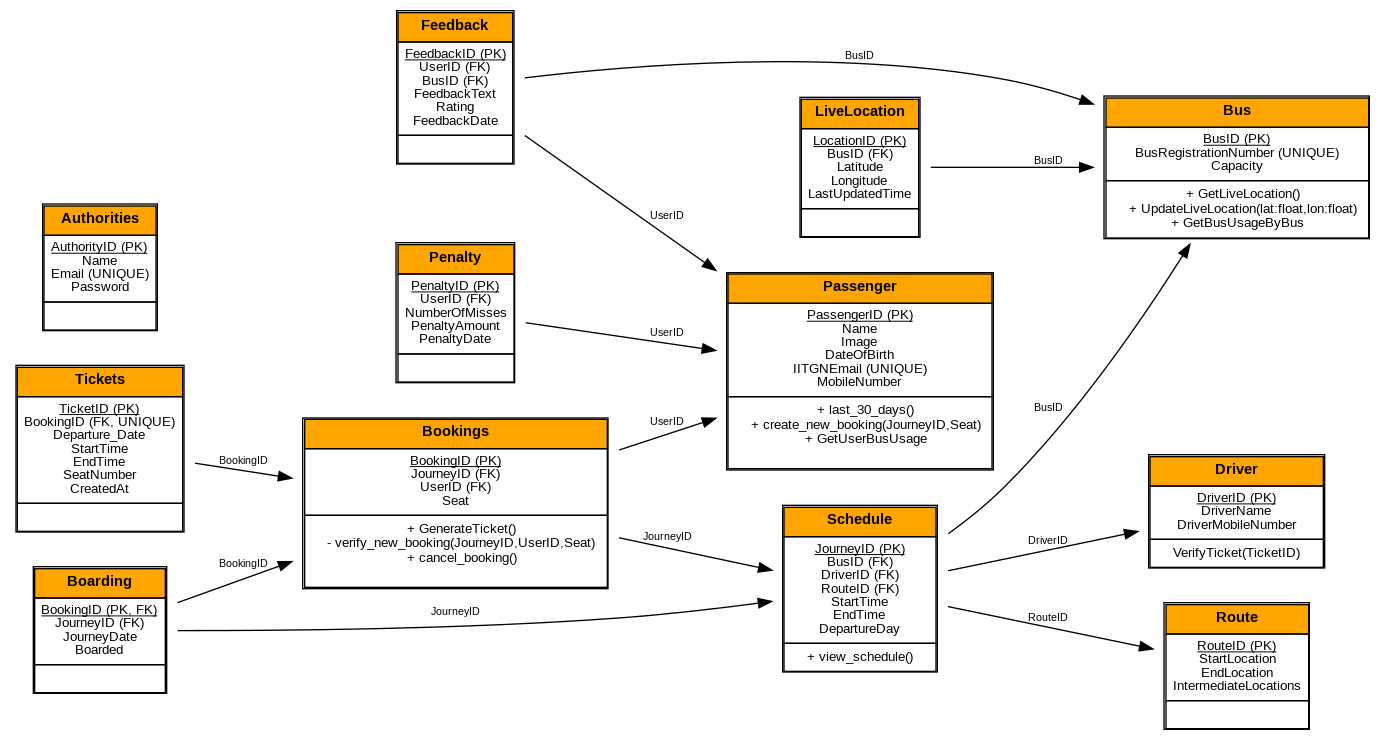 Feedback
FeedbackID (PK)
UserID (FK)
BusID (FK)
FeedbackText
Rating
FeedbackDate
BusID
UserID
LiveLocation
LocationID (PK)
BusID (FK)
Latitude
Longitude
LastUpdatedTime
BusID
Bus
BusID (PK)
BusRegistrationNumber (UNIQUE)
Capacity
+ GetLiveLocation()
+ UpdateLiveLocation(lat:float,lon:float)
+ GetBusUsageByBus
Authorities
AuthorityID (PK)
Name
Email (UNIQUE)
Password
Penalty
PenaltyID (PK)
UserID (FK)
NumberOfMisses
PenaltyAmount
PenaltyDate
UserID
Passenger
PassengerID (PK)
Name
Image
DateOfBirth
IITGNEmail (UNIQUE)
MobileNumber
+ last_30_days()
+ create_new_booking(JourneyID,Seat)
+ GetUserBusUsage
Tickets
TicketID (PK)
BookingID (FK, UNIQUE)
Departure_Date
StartTime
EndTime
SeatNumber
CreatedAt
BookingID
Bookings
BookingID (PK)
JourneyID (FK)
UserID (FK)
Seat
+ GenerateTicket()
- verify_new_booking(JourneyID,UserID,Seat)
+ cancel_booking()
UserID
JourneyID
Boarding
BookingID (PK, FK)
JourneyID (FK)
JourneyDate
Boarded
BookingID
JourneyID
Schedule
JourneyID (PK)
BusID (FK)
DriverID (FK)
RouteID (FK)
StartTime
EndTime
DepartureDay
+ view_schedule()
BusID
DriverID
RouteID
Driver
DriverID (PK)
DriverName
DriverMobileNumber
VerifyTicket(TicketID)
Route
RouteID (PK)
StartLocation
EndLocation
IntermediateLocations